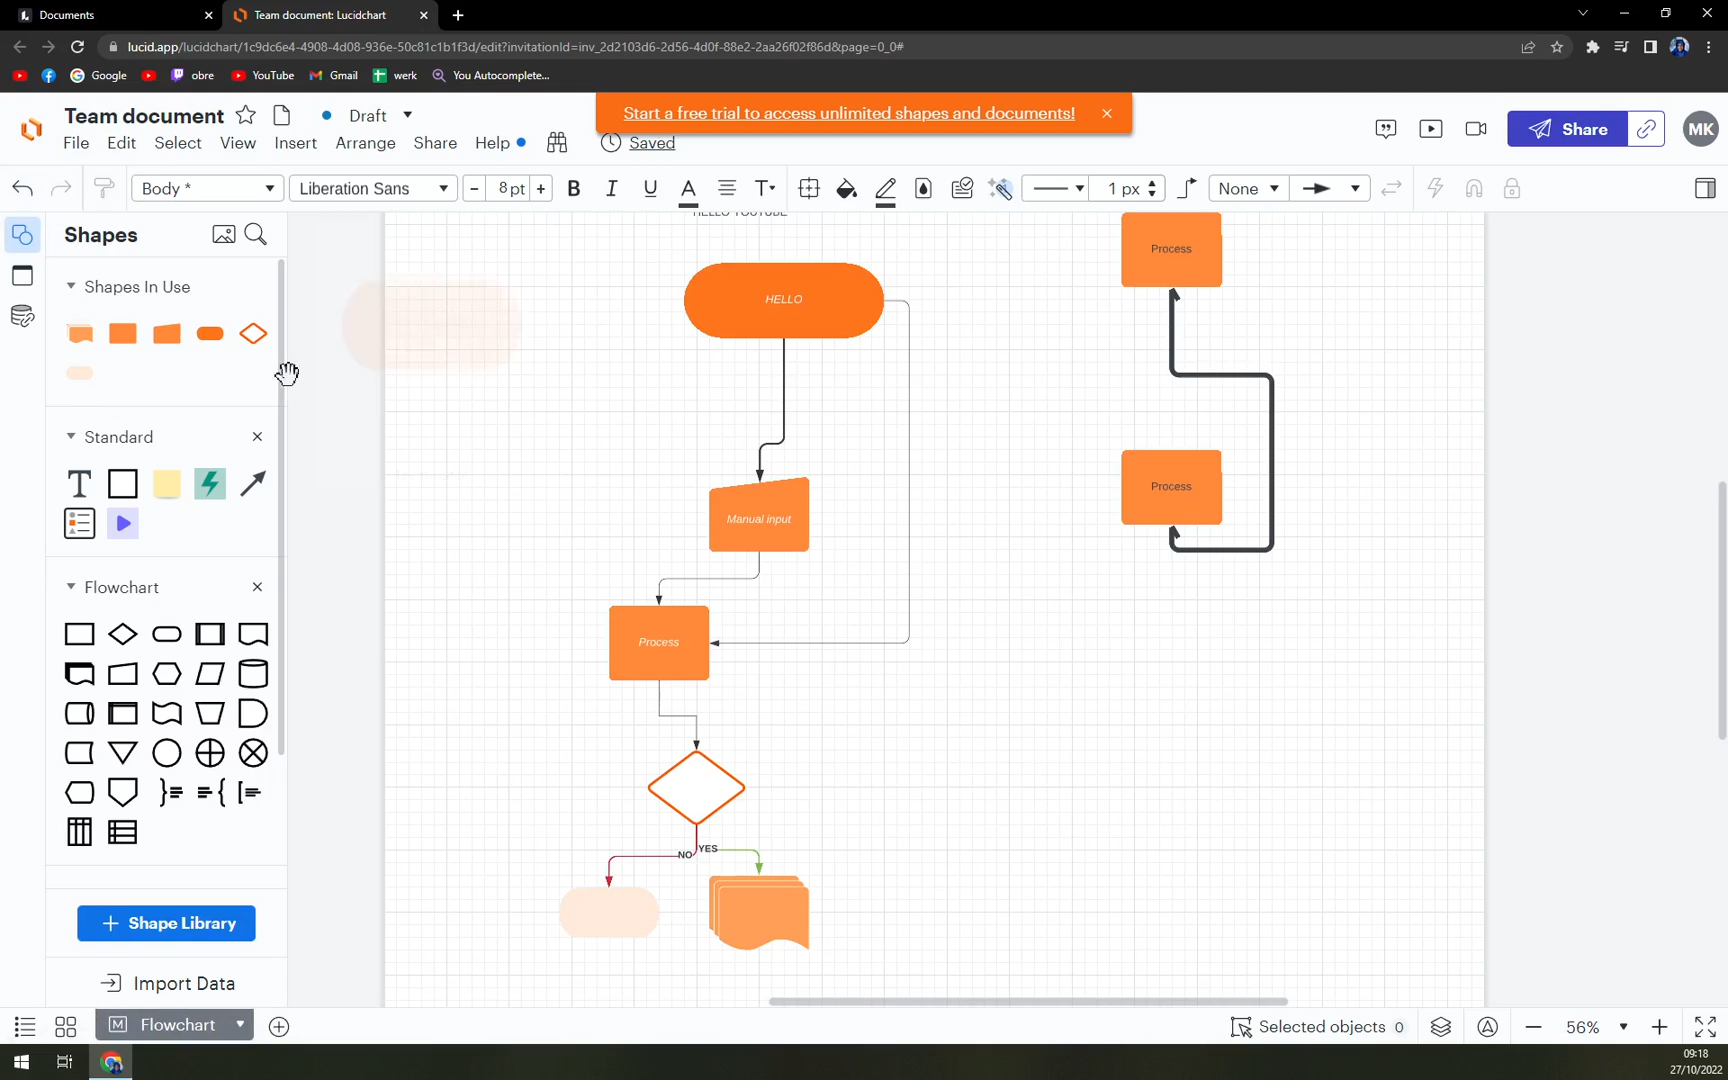 Documents
Team document: Lucidchart
lucid.app/lucidchart/1c9dc6e4-4908-4d08-936e-50c81c1b1f3d/edit?invitationId=inv_2d2103d6-2d56-4d0f-88e2-2aa26f02f86d&page=0_0#
Google
obre
YouTube
Gmail
werk
You Autocomplete...
Team document
Draft
Start a free trial to access unlimited shapes and documents!
Share
MK
File Edit Select View Insert Arrange Share Help
Saved
Body *
Liberation Sans
8 pt
B I U A T
1 px
None
Shapes
HELLO YOUTUBE
Shapes In Use
HELLO
Process
Standard
T
Manual input
Process
Flowchart
Process
NO
YES
+ Shape Library
Import Data
M Flowchart
Selected objects 0
56%
09:18
27/10/2022